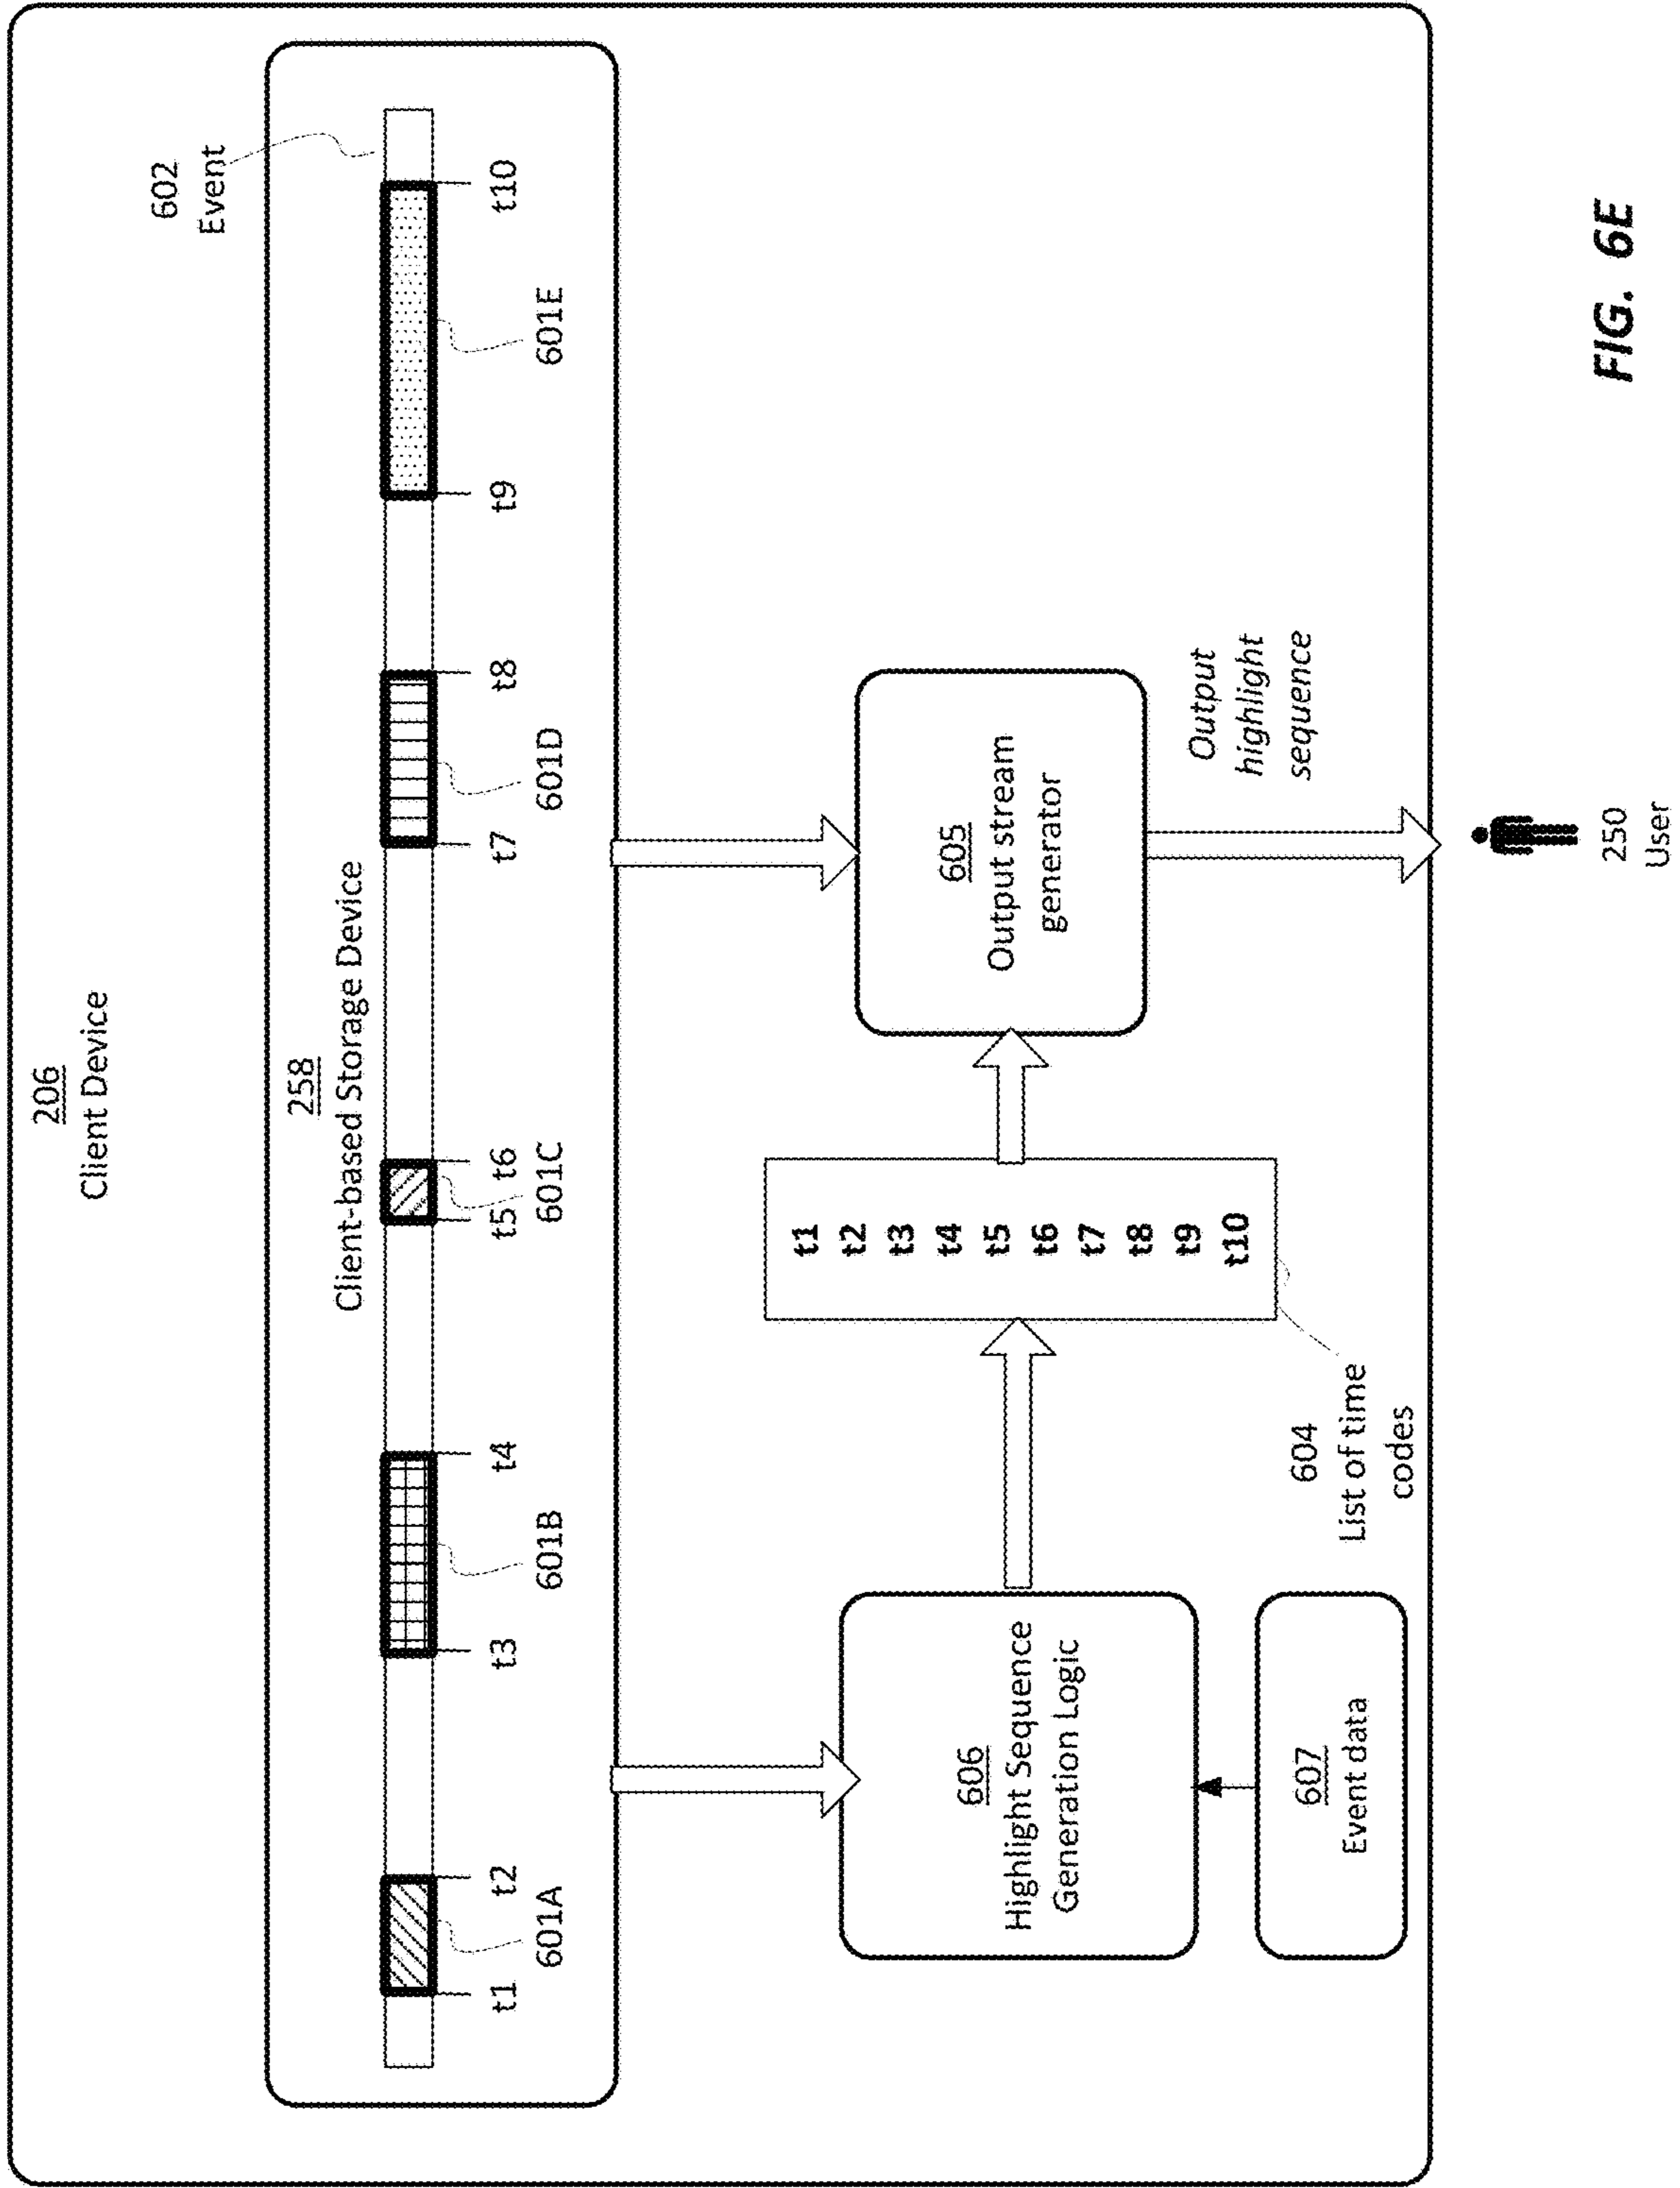 206
Client Device
602
Event
258
Client-based Storage Device
t1
t2
t3
t4
t5
t6
t7
t8
t9
t10
601A
601B
601C
601D
601E
606
Highlight Sequence
Generation Logic
607
Event data
t1
t2
t3
t4
t5
t6
t7
t8
t9
t10
604
List of time
codes
605
Output stream
generator
Output
highlight
sequence
250
User
FIG. 6E